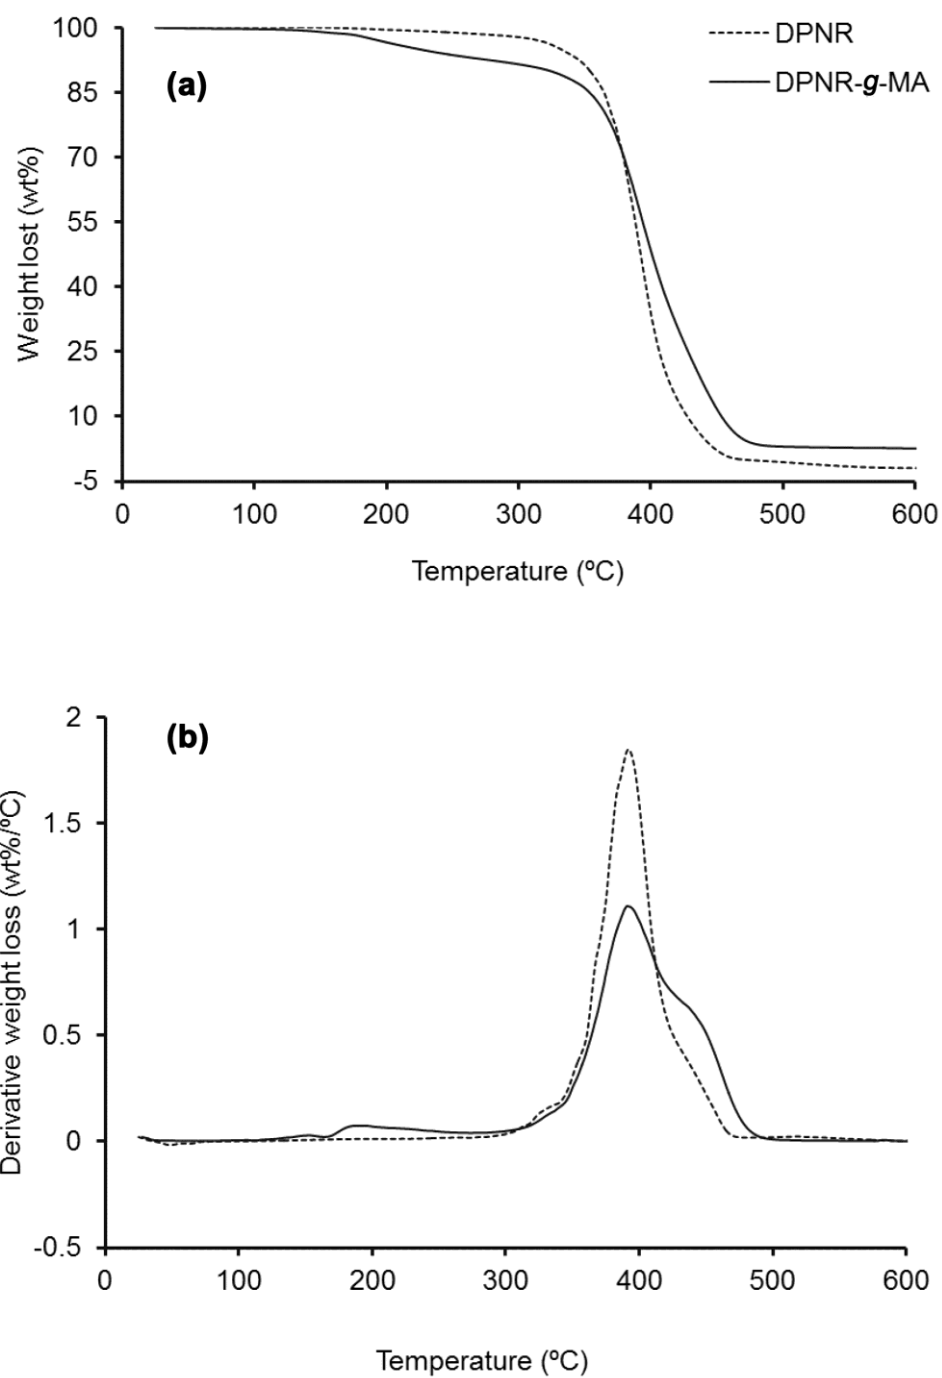 100
85
70
55
40
25
10
-5
Weight lost (wt%)
(a)
DPNR
DPNR-g-MA
0 100 200 300 400 500 600
Temperature (ºC)
2
1.5
1
0.5
0
-0.5
Derivative weight loss (wt%/ºC)
(b)
0 100 200 300 400 500 600
Temperature (ºC)